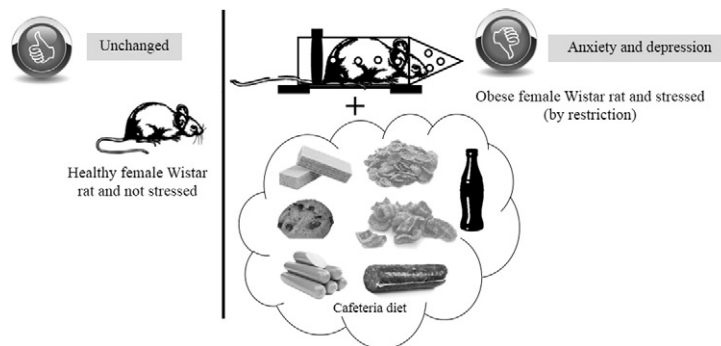 Unchanged
Healthy female Wistar
rat and not stressed
Anxiety and depression
Obese female Wistar rat and stressed
(by restriction)
+
Cafeteria diet